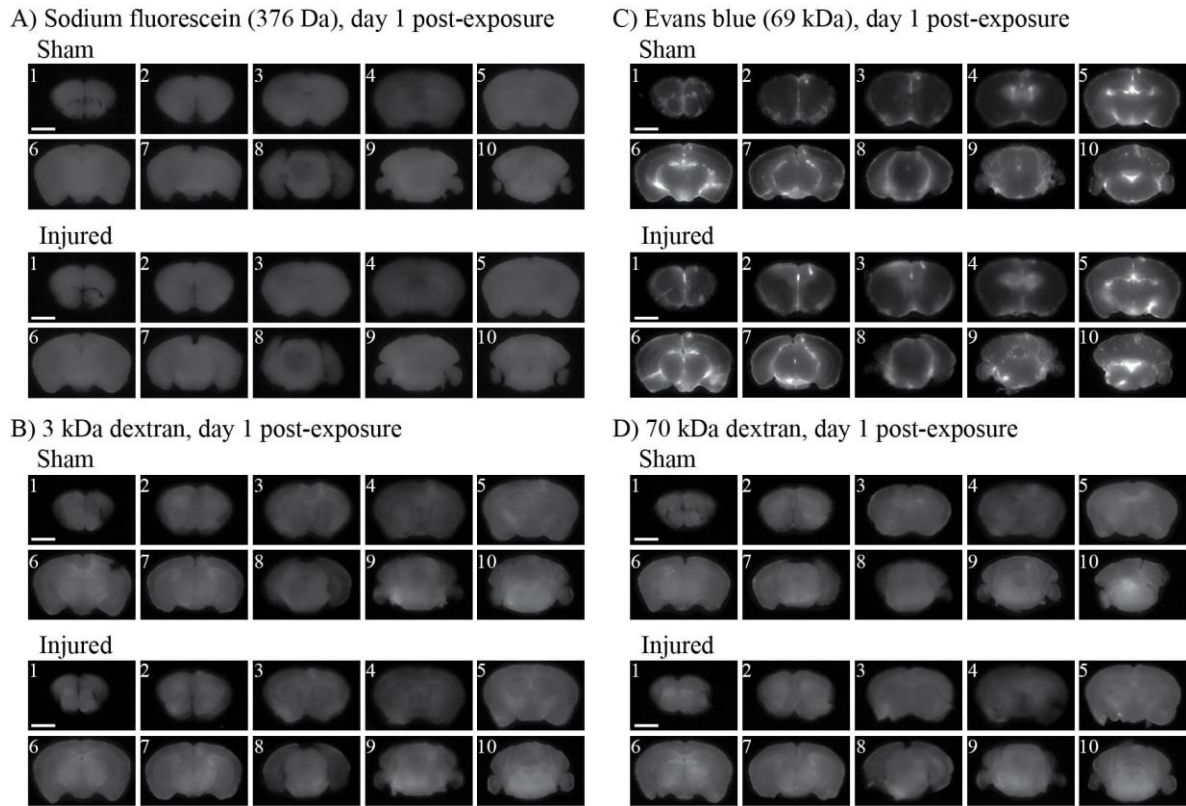 A) Sodium fluorescein (376 Da), day 1 post-exposure
Sham
1 2 3 4 5
6 7 8 9 10
Injured
1 2 3 4 5
6 7 8 9 10
B) 3 kDa dextran, day 1 post-exposure
Sham
1 2 3 4 5
6 7 8 9 10
Injured
1 2 3 4 5
6 7 8 9 10
C) Evans blue (69 kDa), day 1 post-exposure
Sham
1 2 3 4 5
6 7 8 9 10
Injured
1 2 3 4 5
6 7 8 9 10
D) 70 kDa dextran, day 1 post-exposure
Sham
1 2 3 4 5
6 7 8 9 10
Injured
1 2 3 4 5
6 7 8 9 10